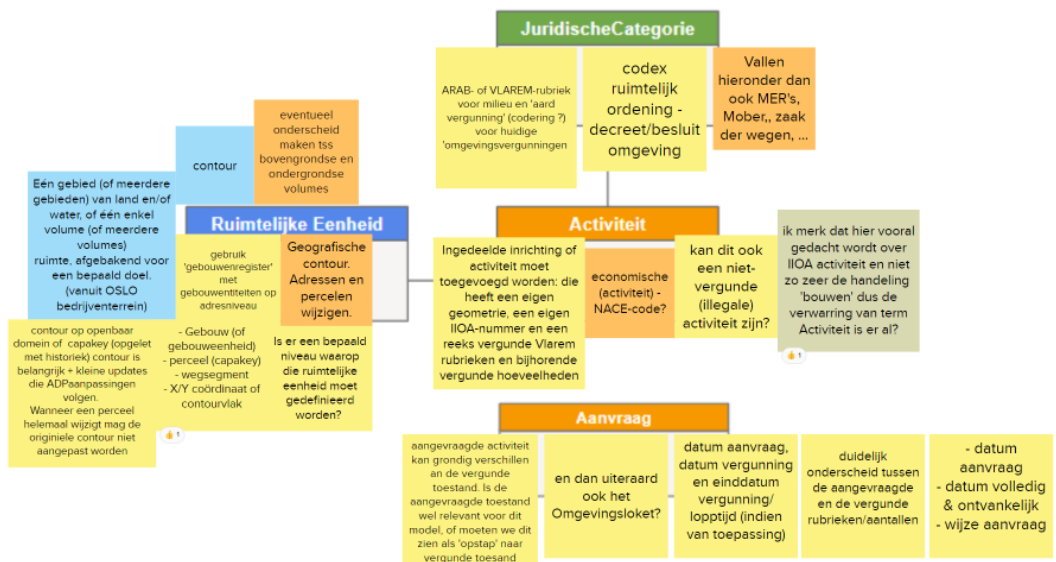 JuridischeCategorie
ARAB- of VLAREM-rubriek
voor milieu en 'aard
vergunning' (codering ?)
voor huidige
'omgevingsvergunningen
codex
ruimtelijk
ordening -
decreet/besluit
omgeving
Vallen
hieronder dan
ook MER's,
Mober,, zaak
der wegen, ...
eventueel
onderscheid
maken tss
bovengrondse en
ondergrondse
volumes
contour
Eén gebied (of meerdere
gebieden) van land en/of
water, of één enkel
volume (of meerdere
volumes)
ruimte, afgebakend voor
een bepaald doel.
(vanuit OSLO
bedrijventerrein)
Ruimtelijke Eenheid
gebruik
'gebouwenregister'
met
gebouwentiteiten op
adresniveau
Geografische
contour.
Adressen en
percelen
wijzigen.
contour op openbaar
domein of capakey (opgelet
met historiek) contour is
belangrijk + kleine updates
die ADPaanpassingen
volgen.
Wanneer een perceel
helemaal wijzigt mag de
originiele contour niet
aangepast worden
- Gebouw (of
gebouweenheid)
- perceel (capakey)
- wegsegment
- X/Y coördinaat of
contourvlak
1
Is er een bepaald
niveau waarop
die ruimtelijke
eenheid moet
gedefinieerd
worden?
Activiteit
Ingedeelde inrichting of
activiteit moet
toegevoegd worden: die
heeft een eigen
geometrie, een eigen
IIOA-nummer en een
reeks vergunde Vlarem
rubrieken en bijhorende
vergunde hoeveelheden
economische
(activiteit) -
NACE-code?
kan dit ook
een niet-
vergunde
(illegale)
activiteit zijn?
ik merk dat hier vooral
gedacht wordt over
IIOA activiteit en niet
zo zeer de handeling
'bouwen' dus de
verwarring van term
Activiteit is er al?
1
Aanvraag
aangevraagde activiteit
kan grondig verschillen
an de vergunde
toestand. Is de
aangevraagde toestand
wel relevant voor dit
model, of moeten we dit
zien als 'opstap' naar
vergunde toesand
en dan uiteraard
ook het
Omgevingsloket?
datum aanvraag,
datum vergunning
en einddatum
vergunning/
lopptijd (indien
van toepassing)
duidelijk
onderscheid tussen
de aangevraagde
en de vergunde
rubrieken/aantallen
- datum
aanvraag
- datum volledig
& ontvankelijk
- wijze aanvraag